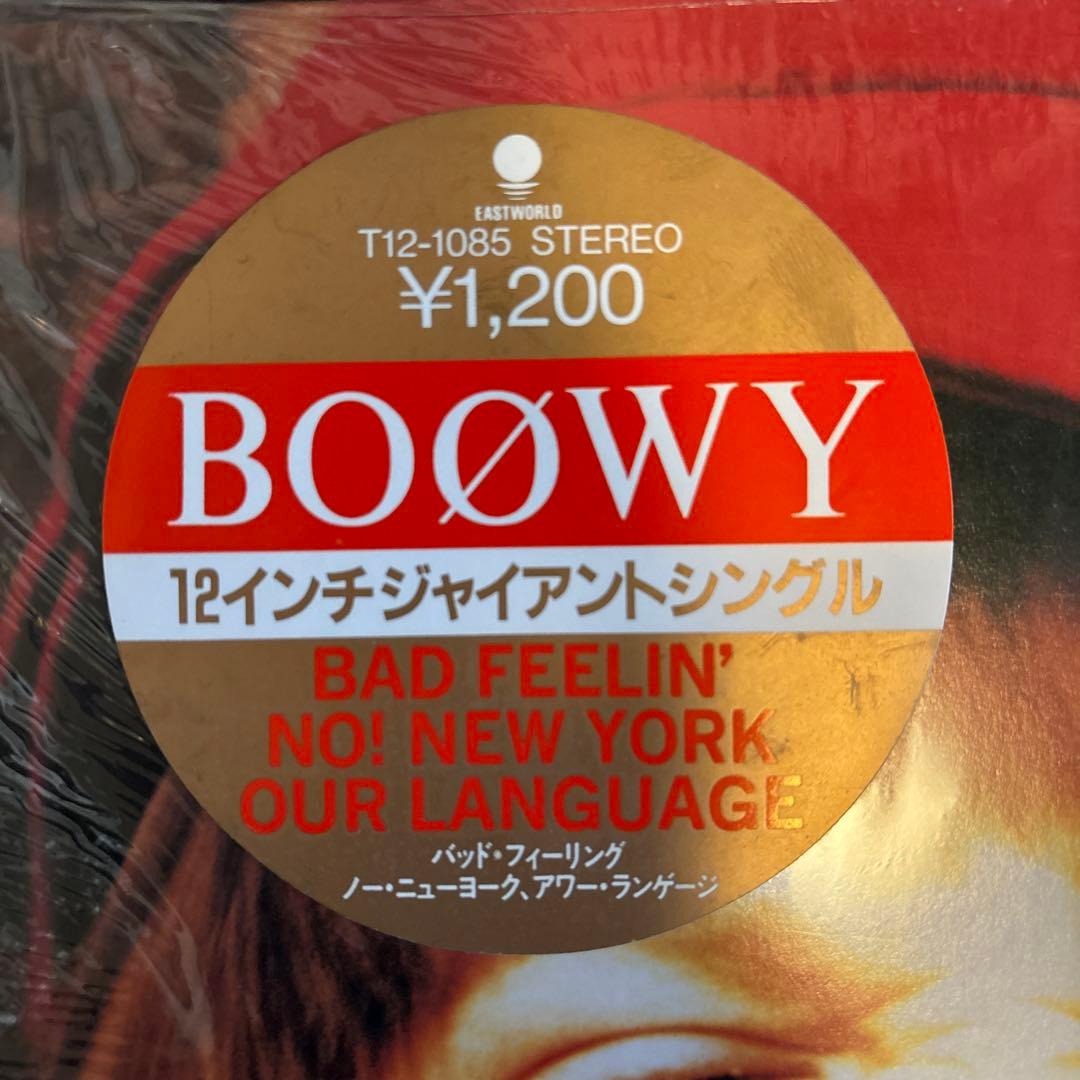 EASTWORLD
T12-1085 STEREO
¥1,200
BOØWY
12インチジャイアントシングル
BAD FEELIN'
NO! NEW YORK
OUR LANGUAGE
バッド・フィーリング
ノー・ニューヨーク、アワー・ランゲージ